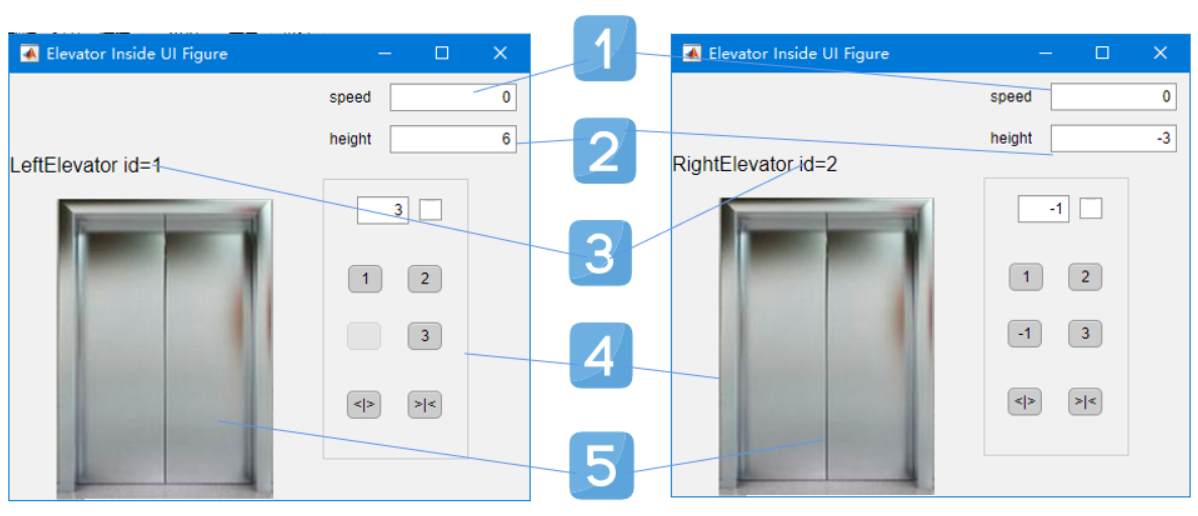 Elevator Inside UI Figure
speed 0
height 6
LeftElevator id=1
3
1 2
3
<|> >|<
1
2
3
4
5
Elevator Inside UI Figure
speed 0
height -3
RightElevator id=2
-1
1 2
-1 3
<|> >|<